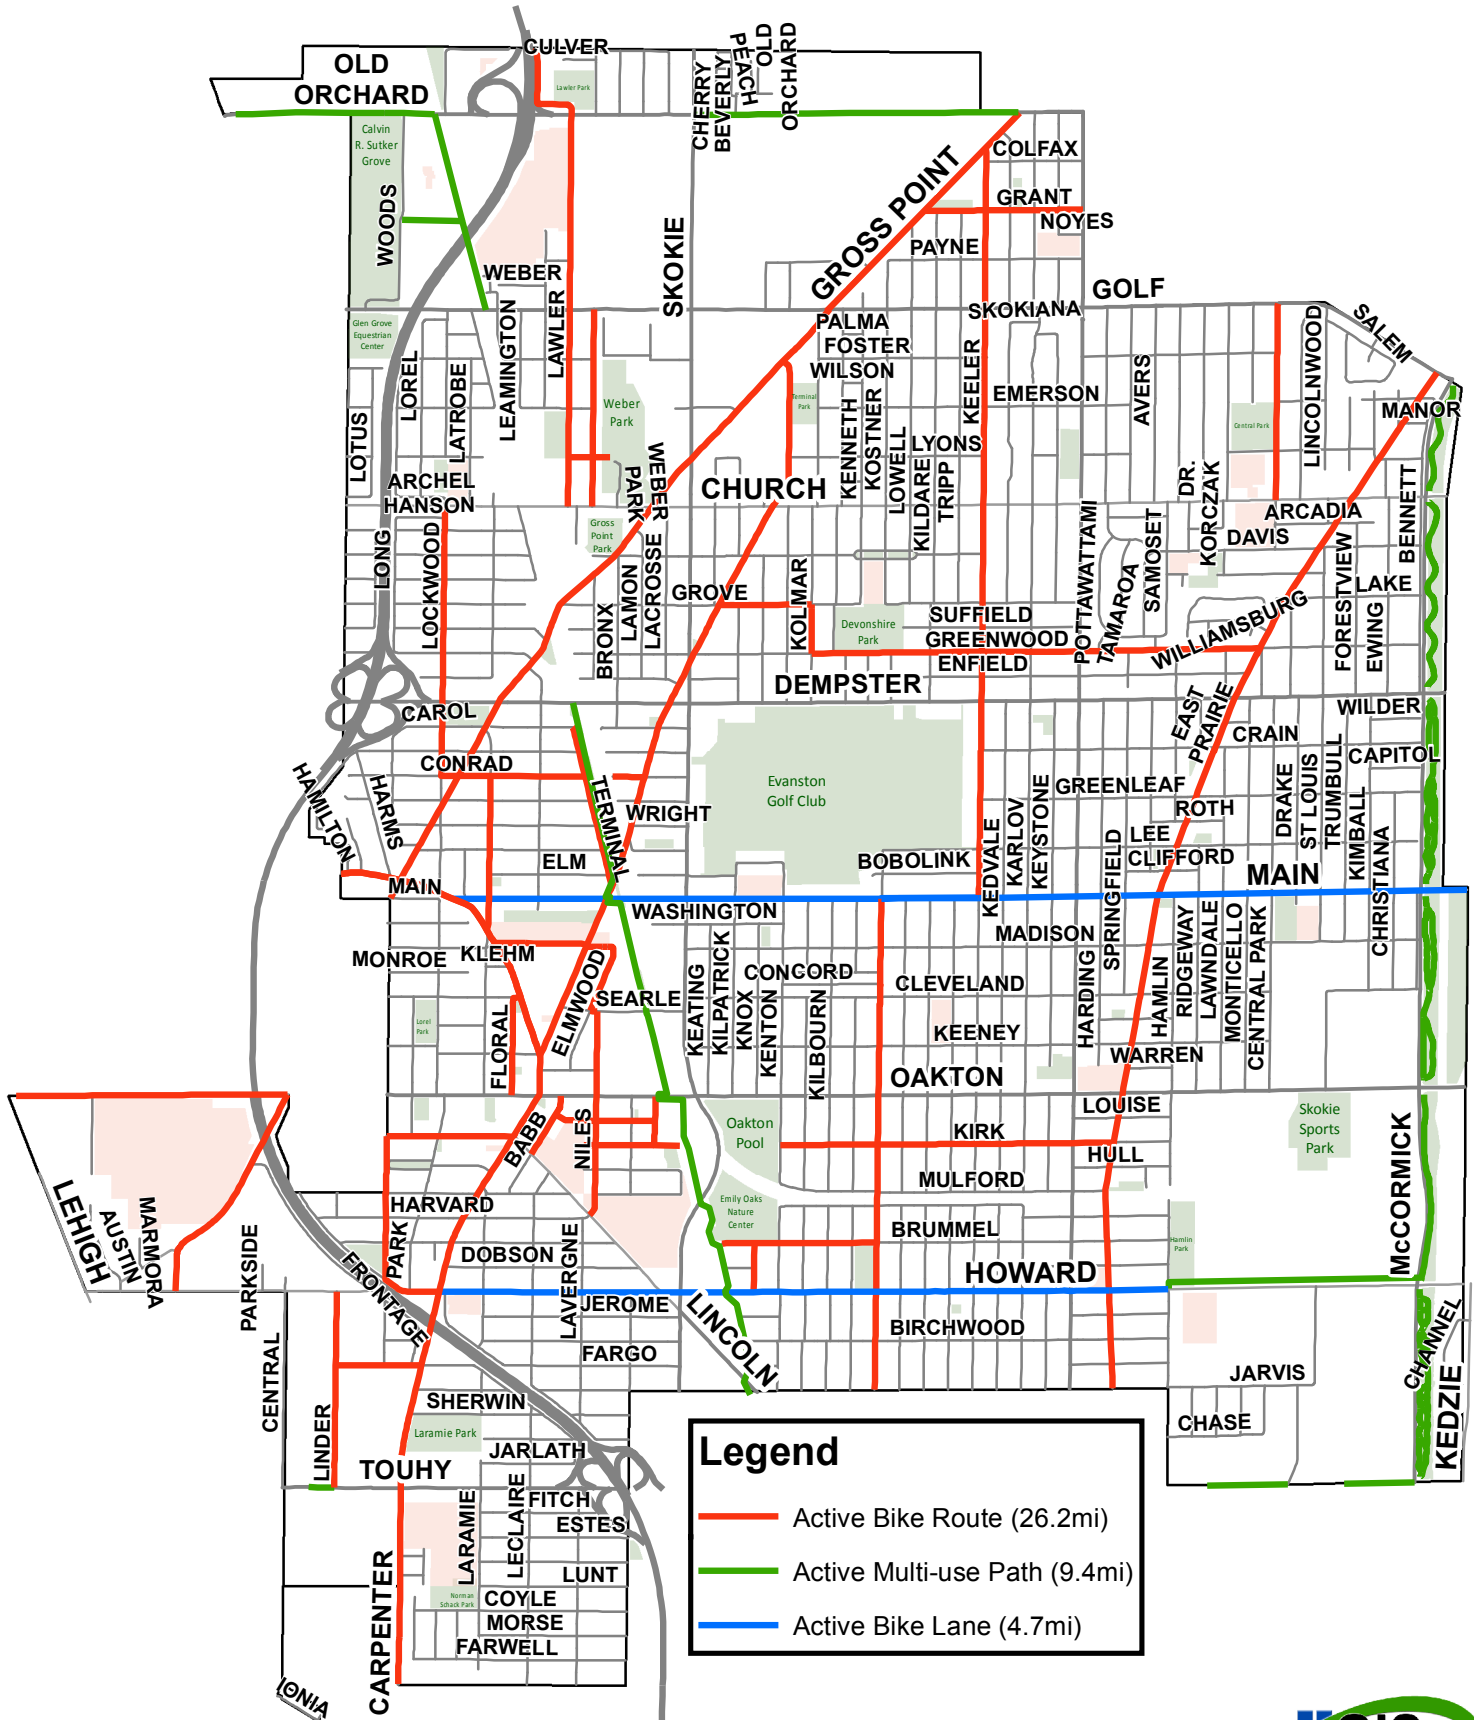 CULVER
OLD
ORCHARD
Lawler Park
CHERRY
BEVERLY
PEACH
OLD
ORCHARD
Calvin
R. Sutker
Grove
WOODS
COLFAX
GRANT
NOYES
GROSS POINT
PAYNE
SKOKIE
WEBER
GOLF
SKOKIANA
SALEM
Glen Grove
Equestrian
Center
LOREL
LATROBE
LEAMINGTON
LAWLER
PALMA
FOSTER
WILSON
KEELER
EMERSON
AVERS
LINCOLNWOOD
MANOR
Weber
Park
Terminal
Park
Central Park
LOTUS
KENNETH
KOSTNER
LOWELL
LYONS
KILDARE
TRIPP
ARCHEL
HANSON
PARK
WEBER
CHURCH
DR.
KORCZAK
ARCADIA
DAVIS
BENNETT
Gross
Point
Park
LONG
LOCKWOOD
BRONX
LAMON
LACROSSE
GROVE
KOLMAR
POTTAWATTAMI
TAMAROA
SAMOSET
FORESTVIEW
LAKE
EWING
Devonshire
Park
SUFFIELD
GREENWOOD
ENFIELD
WILLIAMSBURG
DEMPSTER
CAROL
EAST
PRAIRIE
WILDER
CRAIN
CAPITOL
CONRAD
HAMILTON
HARMS
TERMINAL
WRIGHT
Evanston
Golf Club
GREENLEAF
ROTH
DRAKE
ST LOUIS
TRUMBULL
KIMBALL
CHRISTIANA
KEDVALE
KARLOV
KEYSTONE
SPRINGFIELD
LEE
CLIFFORD
ELM
BOBOLINK
MAIN
MAIN
WASHINGTON
MADISON
RIDGEWAY
LAWNDALE
MONTICELLO
CENTRAL PARK
HAMLIN
HARDING
MONROE
KLEHM
ELMWOOD
SEARLE
CONCORD
CLEVELAND
KEATING
KILPATRICK
KNOX
KENTON
KILBOURN
Lorel
Park
FLORAL
KEENEY
WARREN
OAKTON
LOUISE
Oakton
Pool
KIRK
HULL
BABB
NILES
Skokie
Sports
Park
McCORMICK
MULFORD
LEHIGH
AUSTIN
MARMORA
PARKSIDE
HARVARD
PARK
DOBSON
LAVERGNE
Emily Oaks
Nature
Center
BRUMMEL
Hamlin
Park
FRONTAGE
HOWARD
JEROME
LINCOLN
BIRCHWOOD
FARGO
CENTRAL
LINDER
SHERWIN
JARVIS
CHASE
CHANNEL
KEDZIE
Laramie Park
JARLATH
TOUHY
FITCH
ESTES
LARAMIE
LECLAIRE
LUNT
Norman
Schack Park
COYLE
MORSE
FARWELL
CARPENTER
IONIA
Legend
Active Bike Route (26.2mi)
Active Multi-use Path (9.4mi)
Active Bike Lane (4.7mi)
GIS